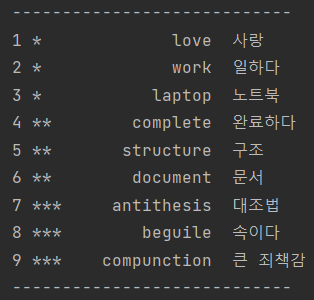 ----------------------------
1 * love 사랑
2 * work 일하다
3 * laptop 노트북
4 ** complete 완료하다
5 ** structure 구조
6 ** document 문서
7 *** antithesis 대조법
8 *** beguile 속이다
9 *** compunction 큰 죄책감
----------------------------